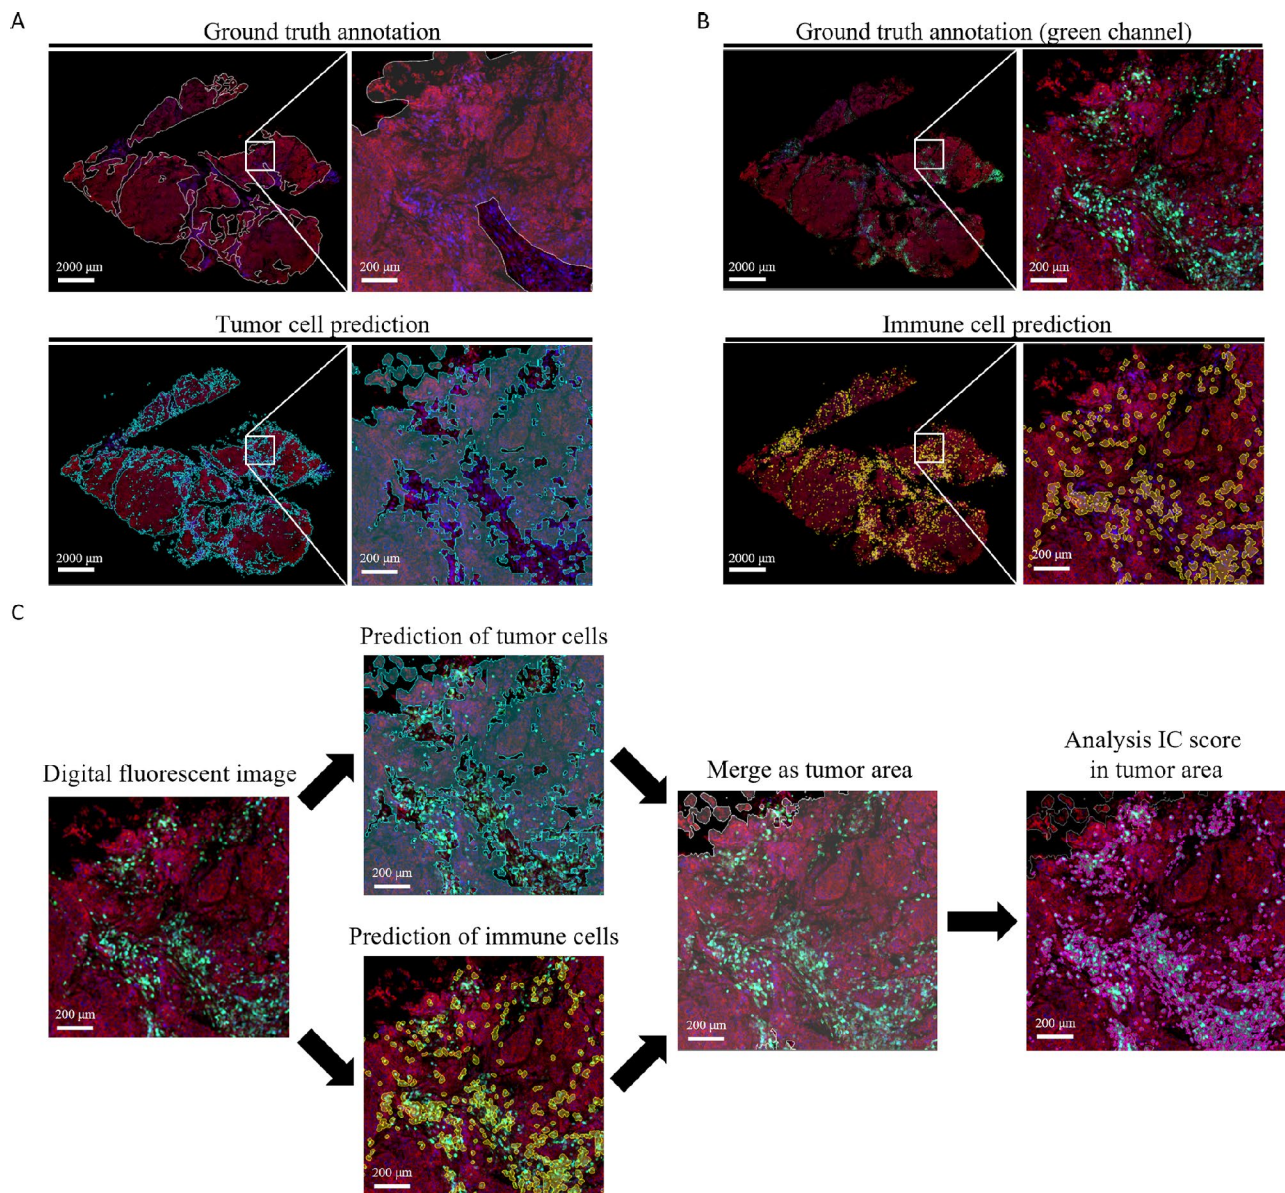 A
Ground truth annotation
2000 µm
200 µm
Tumor cell prediction
2000 µm
200 µm
B
Ground truth annotation (green channel)
2000 µm
200 µm
Immune cell prediction
2000 µm
200 µm
C
Digital fluorescent image
200 µm
Prediction of tumor cells
200 µm
Prediction of immune cells
200 µm
Merge as tumor area
200 µm
Analysis IC score
in tumor area
200 µm